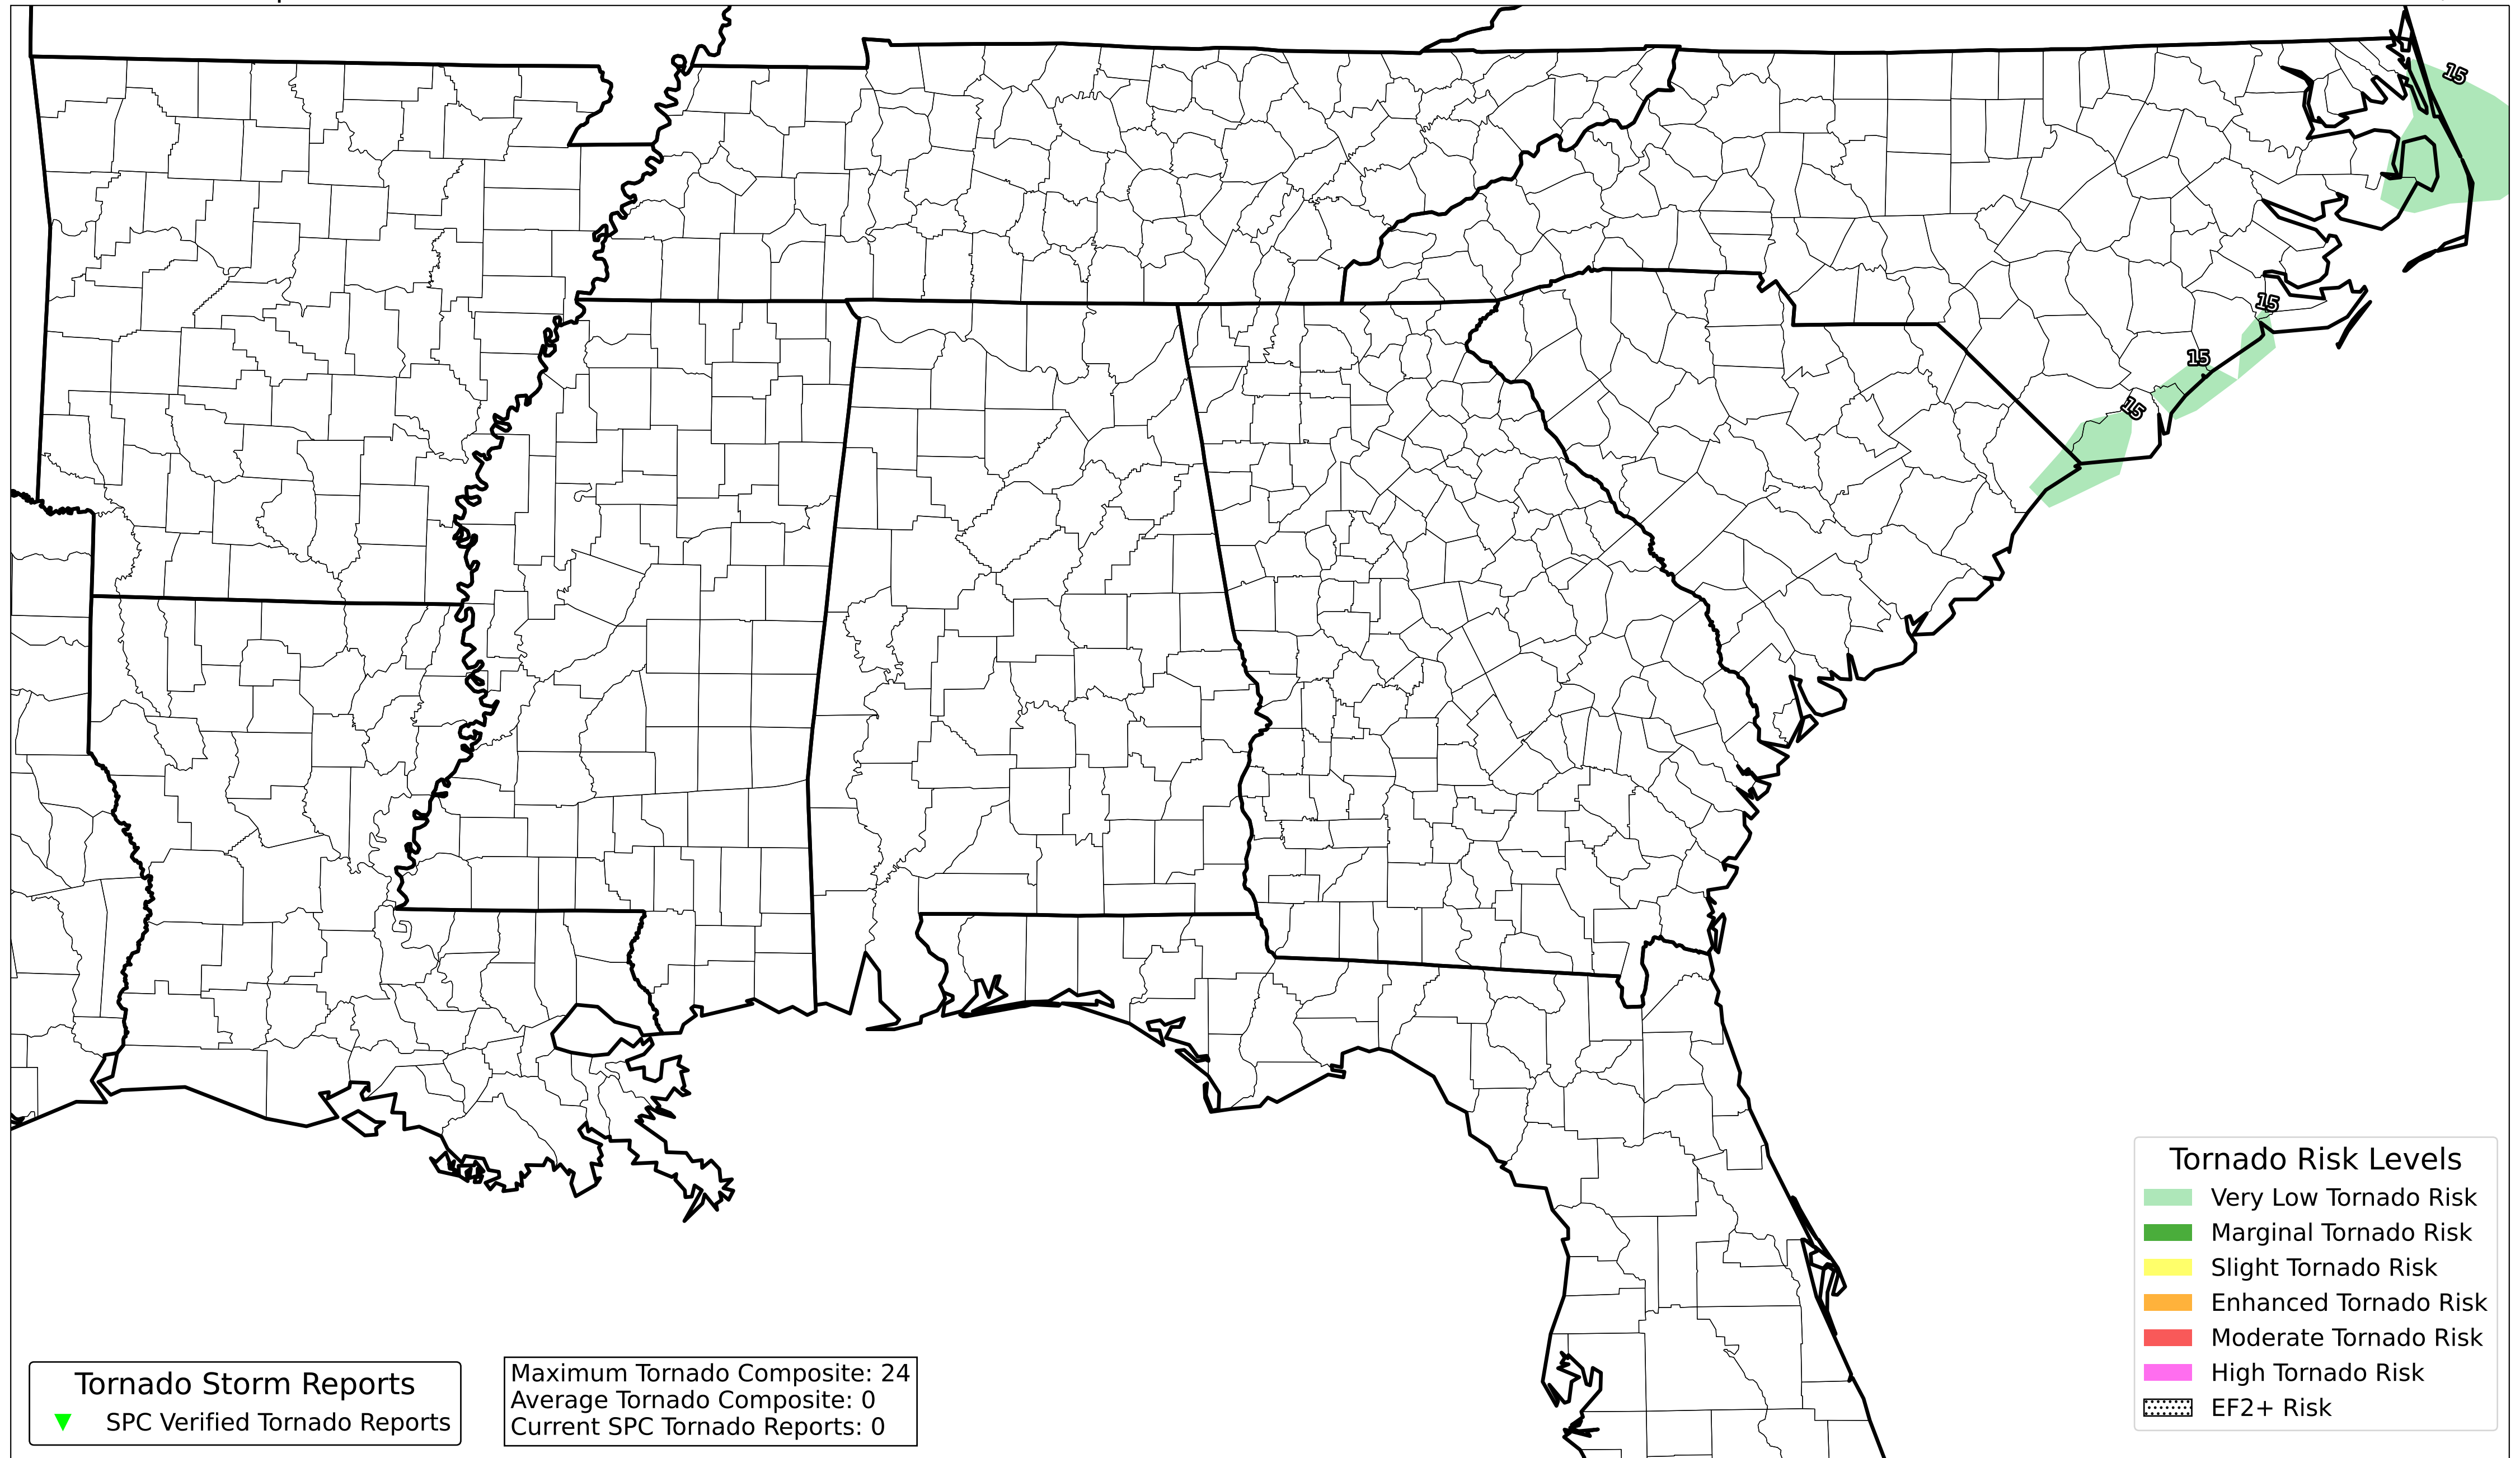 15
15
15
15
Tornado Risk Levels
Very Low Tornado Risk
Marginal Tornado Risk
Slight Tornado Risk
Enhanced Tornado Risk
Moderate Tornado Risk
High Tornado Risk
EF2+ Risk
Tornado Storm Reports
SPC Verified Tornado Reports
Maximum Tornado Composite: 24
Average Tornado Composite: 0
Current SPC Tornado Reports: 0